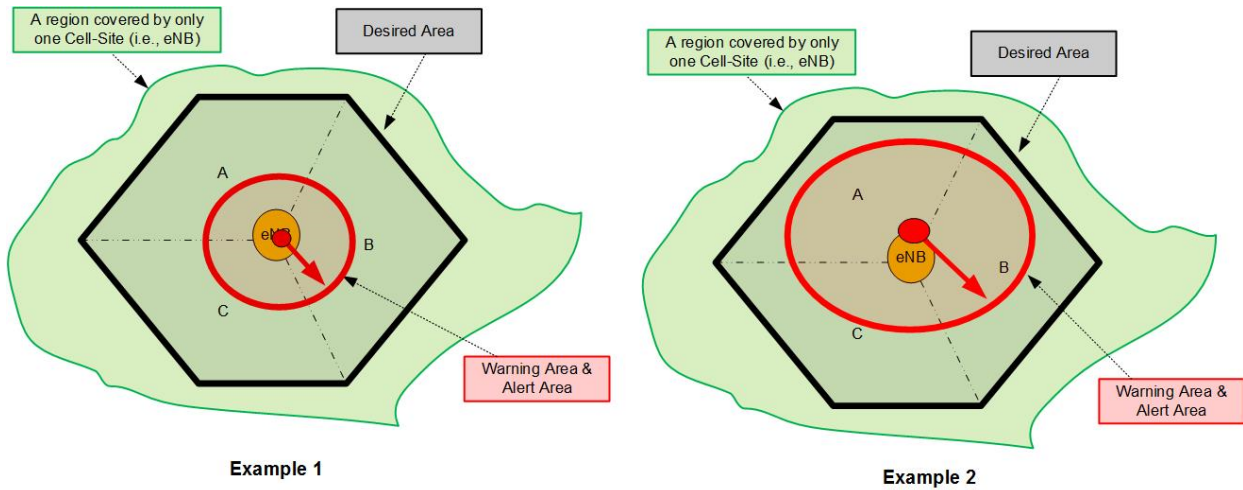 A region covered by only
one Cell-Site (i.e., eNB)
Desired Area
A
eNB
B
C
Warning Area &
Alert Area
Example 1
A region covered by only
one Cell-Site (i.e., eNB)
Desired Area
A
eNB
B
C
Warning Area &
Alert Area
Example 2